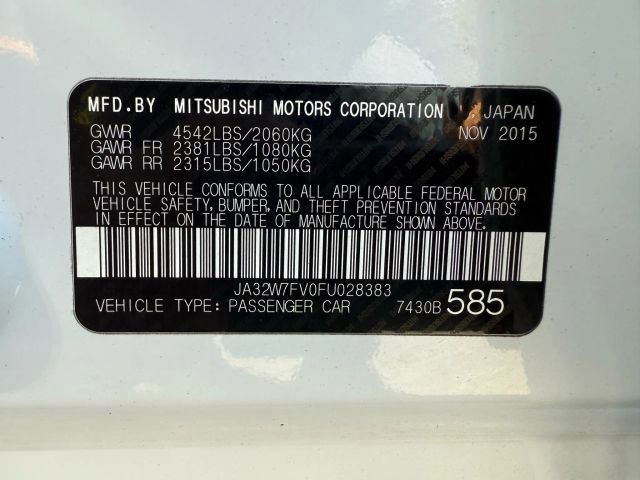 MFD.BY MITSUBISHI MOTORS CORPORATION , JAPAN
GVWR 4542LBS/2060KG NOV 2015
GAWR FR 2381LBS/1080KG
GAWR RR 2315LBS/1050KG
THIS VEHICLE CONFORMS TO ALL APPLICABLE FEDERAL MOTOR
VEHICLE SAFETY, BUMPER, AND THEFT PREVENTION STANDARDS
IN EFFECT ON THE DATE OF MANUFACTURE SHOWN ABOVE.
JA32W7FV0FU028383
VEHICLE TYPE: PASSENGER CAR 7430B 585